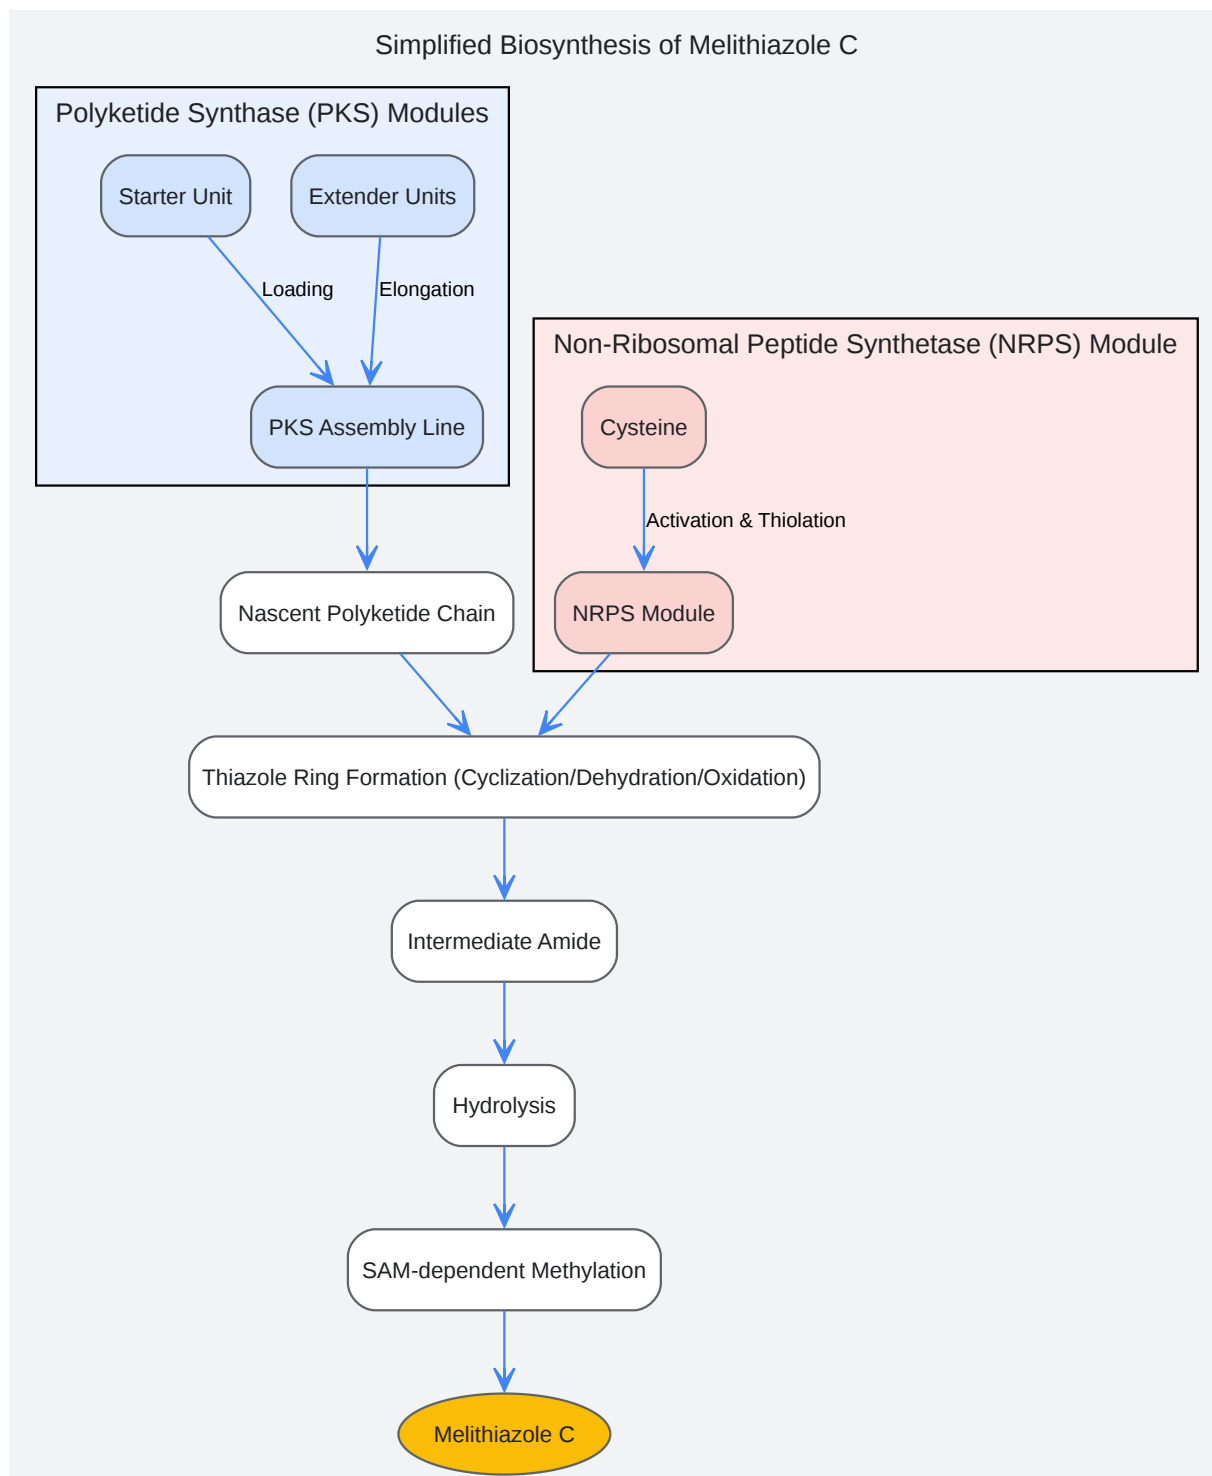 Simplified Biosynthesis of Melithiazole C
Polyketide Synthase (PKS) Modules
Starter Unit
Extender Units
Loading
Elongation
PKS Assembly Line
Non-Ribosomal Peptide Synthetase (NRPS) Module
Cysteine
Activation & Thiolation
NRPS Module
Nascent Polyketide Chain
Thiazole Ring Formation (Cyclization/Dehydration/Oxidation)
Intermediate Amide
Hydrolysis
SAM-dependent Methylation
Melithiazole C